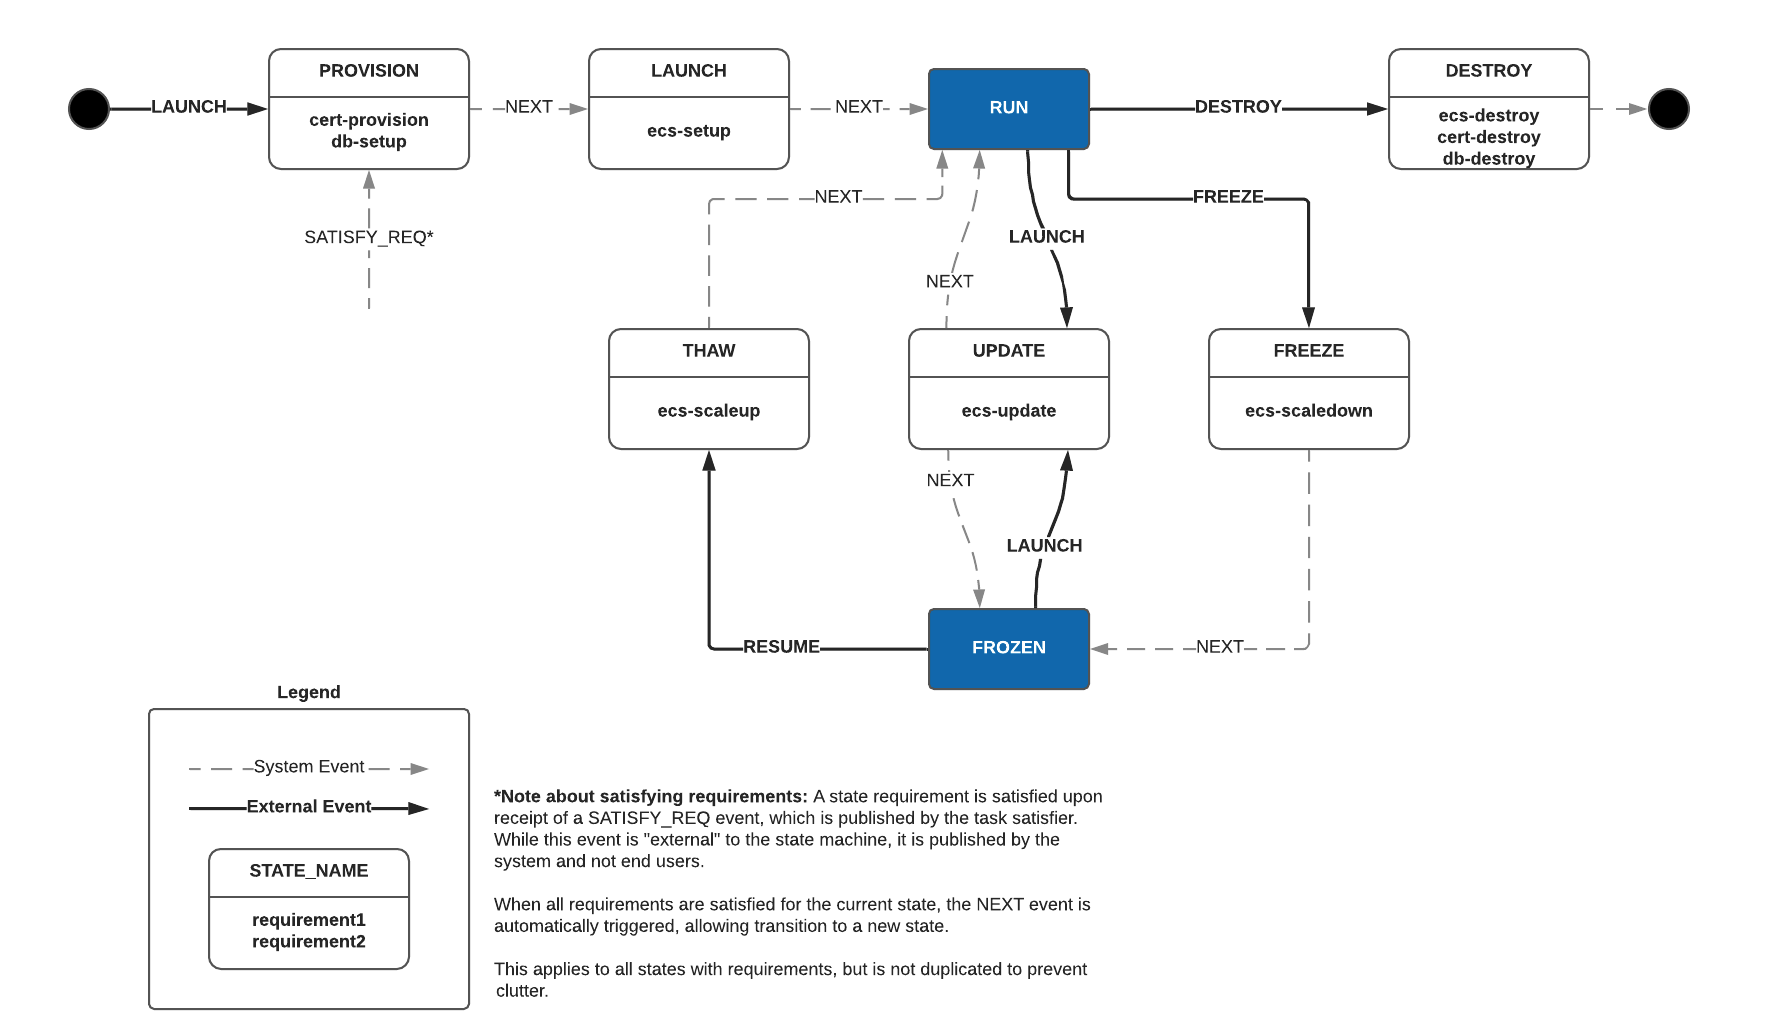 PROVISION
cert-provision
db-setup
LAUNCH
ecs-setup
RUN
DESTROY
ecs-destroy
cert-destroy
db-destroy
LAUNCH
NEXT
NEXT
DESTROY
NEXT
FREEZE
SATISFY_REQ*
LAUNCH
NEXT
THAW
ecs-scaleup
UPDATE
ecs-update
FREEZE
ecs-scaledown
NEXT
LAUNCH
RESUME
FROZEN
NEXT
Legend
System Event
External Event
STATE_NAME
requirement1
requirement2
*Note about satisfying requirements: A state requirement is satisfied upon
receipt of a SATISFY_REQ event, which is published by the task satisfier.
While this event is "external" to the state machine, it is published by the
system and not end users.
When all requirements are satisfied for the current state, the NEXT event is
automatically triggered, allowing transition to a new state.
This applies to all states with requirements, but is not duplicated to prevent
clutter.